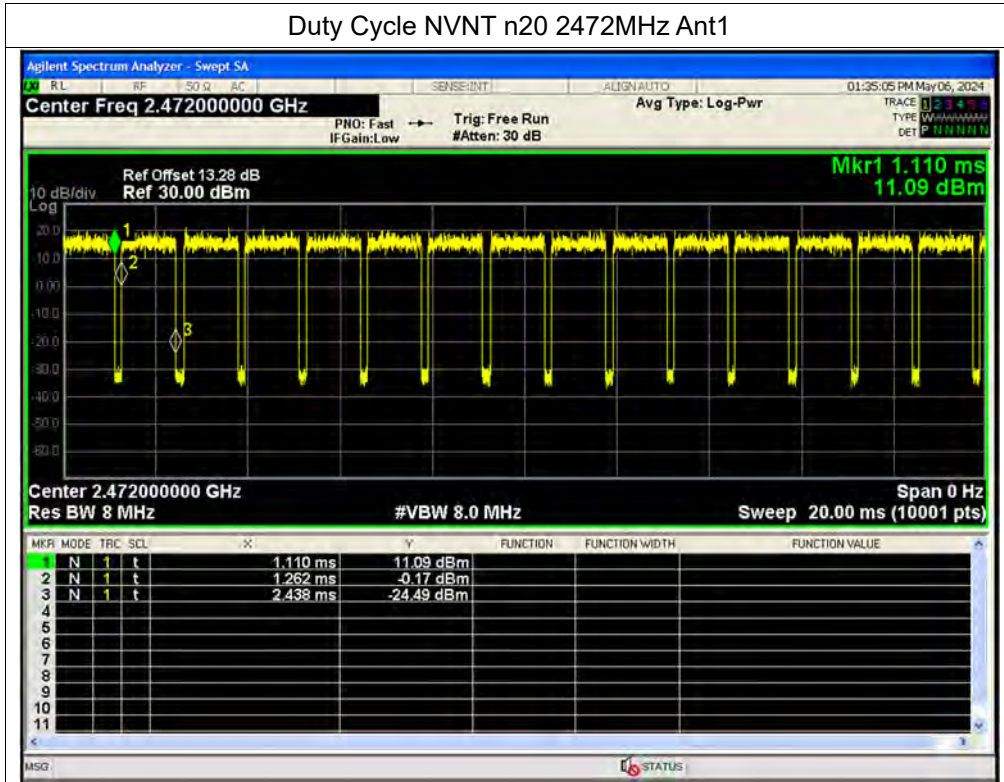 Duty Cycle NVNT n20 2472MHz Ant1
Agilent Spectrum Analyzer - Swept SA
RL RF 50 Ω AC SENSE:INT ALIGNAUTO 01:35:05 PM May 06, 2024
Center Freq 2.472000000 GHz Avg Type: Log-Pwr TRACE 1 2 3 4 5 6
PNO: Fast Trig: Free Run TYPE W
IFGain:Low #Atten: 30 dB DET P N N N N N
Mkr1 1.110 ms
11.09 dBm
Ref Offset 13.28 dB
10 dB/div Ref 30.00 dBm
Log
20.0
1
10.0
2
0.00
-10.0
3
-20.0
-30.0
-40.0
-50.0
-60.0
Center 2.472000000 GHz Span 0 Hz
Res BW 8 MHz #VBW 8.0 MHz Sweep 20.00 ms (10001 pts)
MKR MODE TRC SCL X Y FUNCTION FUNCTION WIDTH FUNCTION VALUE
1 N 1 t 1.110 ms 11.09 dBm
2 N 1 t 1.262 ms -0.17 dBm
3 N 1 t 2.438 ms -24.49 dBm
4
5
6
7
8
9
10
11
MSG STATUS